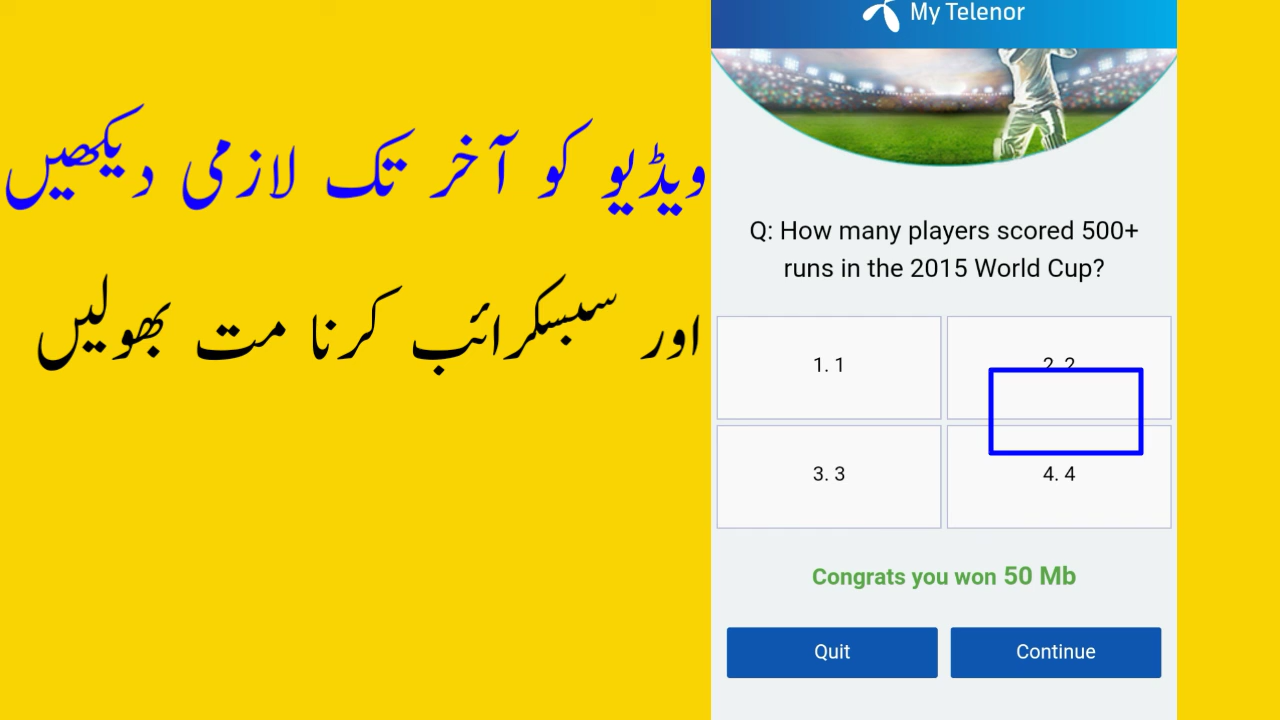 ویڈیو کو آخر تک لازمی دیکھیں
اور سبسکرائب کرنا مت بھولیں
My Telenor
Q: How many players scored 500+
runs in the 2015 World Cup?
1. 1
2. 2
3. 3
4. 4
Congrats you won 50 Mb
Quit
Continue